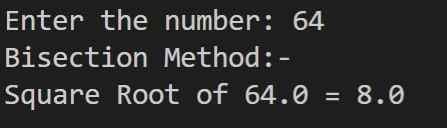 Enter the number: 64
Bisection Method:-
Square Root of 64.0 = 8.0